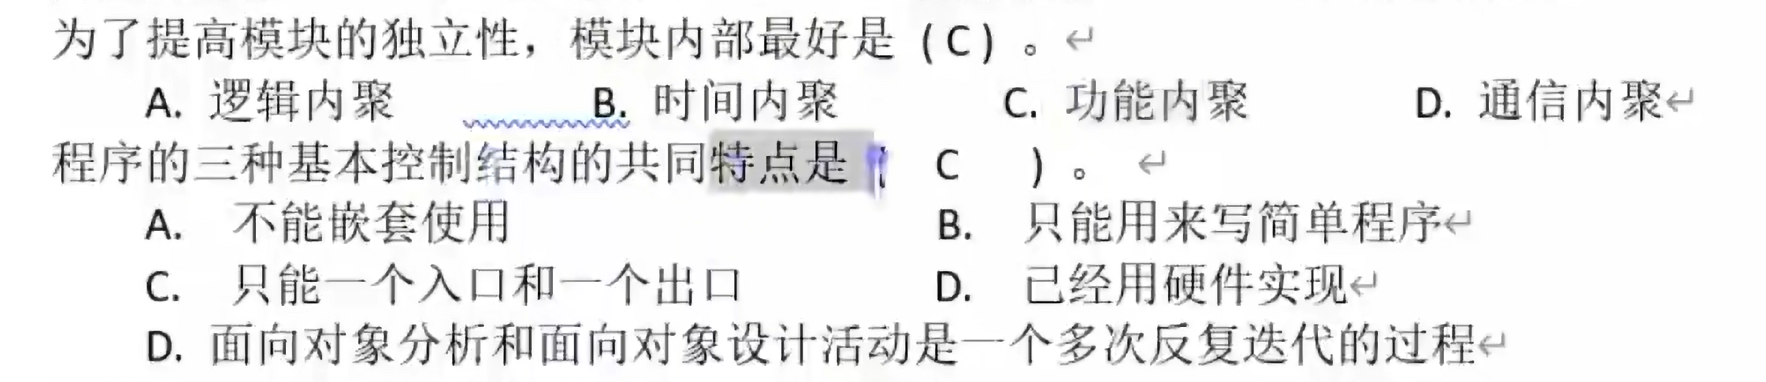 为了提高模块的独立性，模块内部最好是（C）。
A. 逻辑内聚 B. 时间内聚 C. 功能内聚 D. 通信内聚
程序的三种基本控制结构的共同特点是（ C ）。
A. 不能嵌套使用 B. 只能用来写简单程序
C. 只能一个入口和一个出口 D. 已经用硬件实现
D. 面向对象分析和面向对象设计活动是一个多次反复迭代的过程